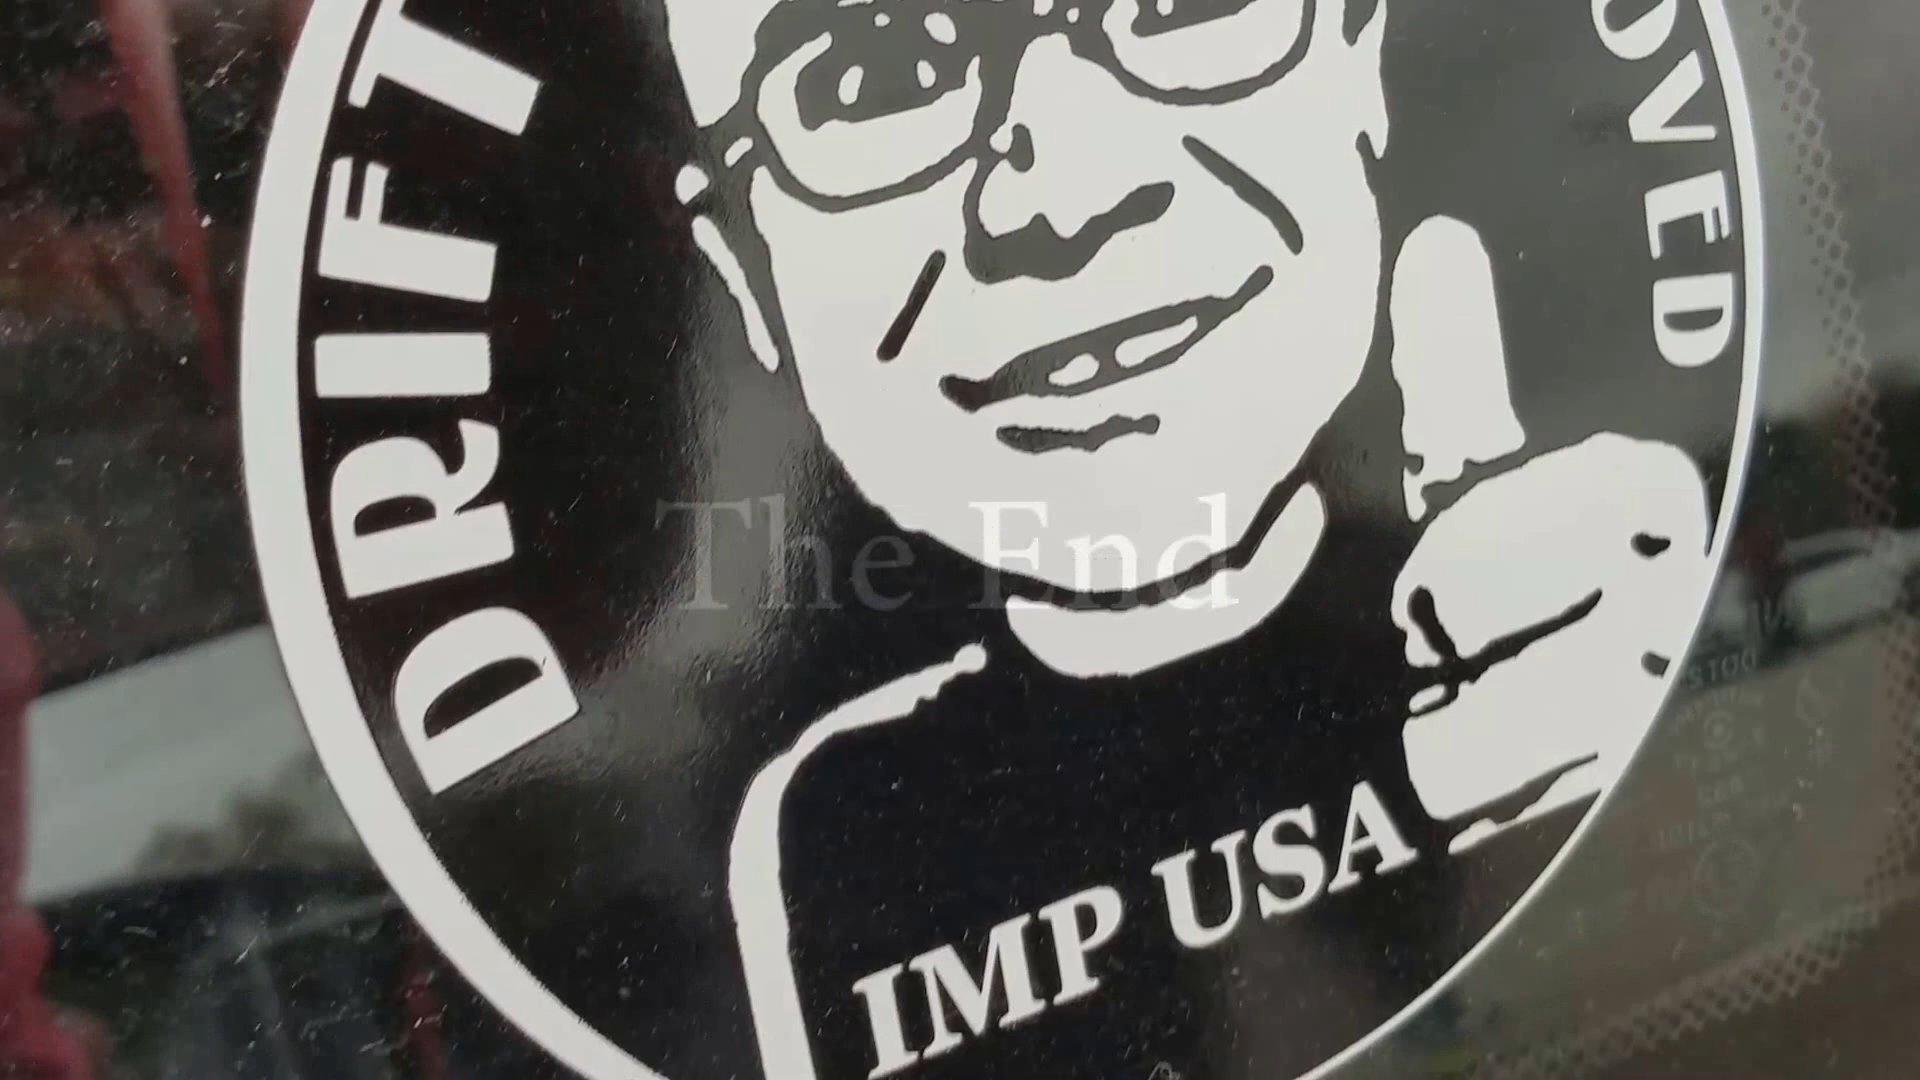 DRIFT
OVED
The End
IMP USA